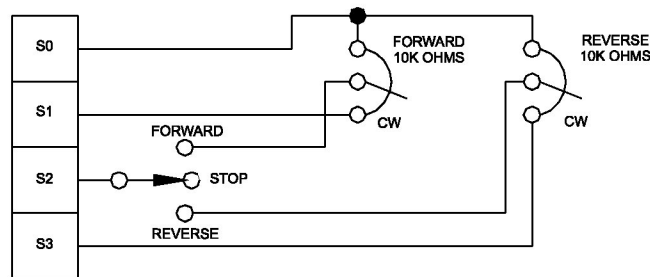 S0
FORWARD
10K OHMS
REVERSE
10K OHMS
S1
CW
CW
FORWARD
S2
STOP
REVERSE
S3